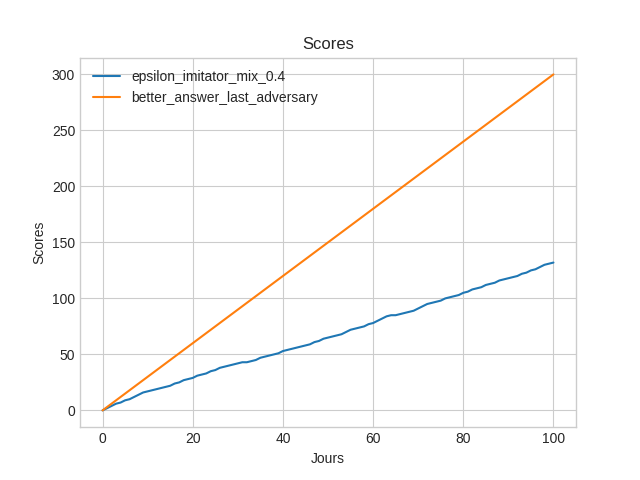 Scores
epsilon_imitator_mix_0.4
better_answer_last_adversary
300
250
200
150
100
50
0
Scores
0 20 40 60 80 100
Jours